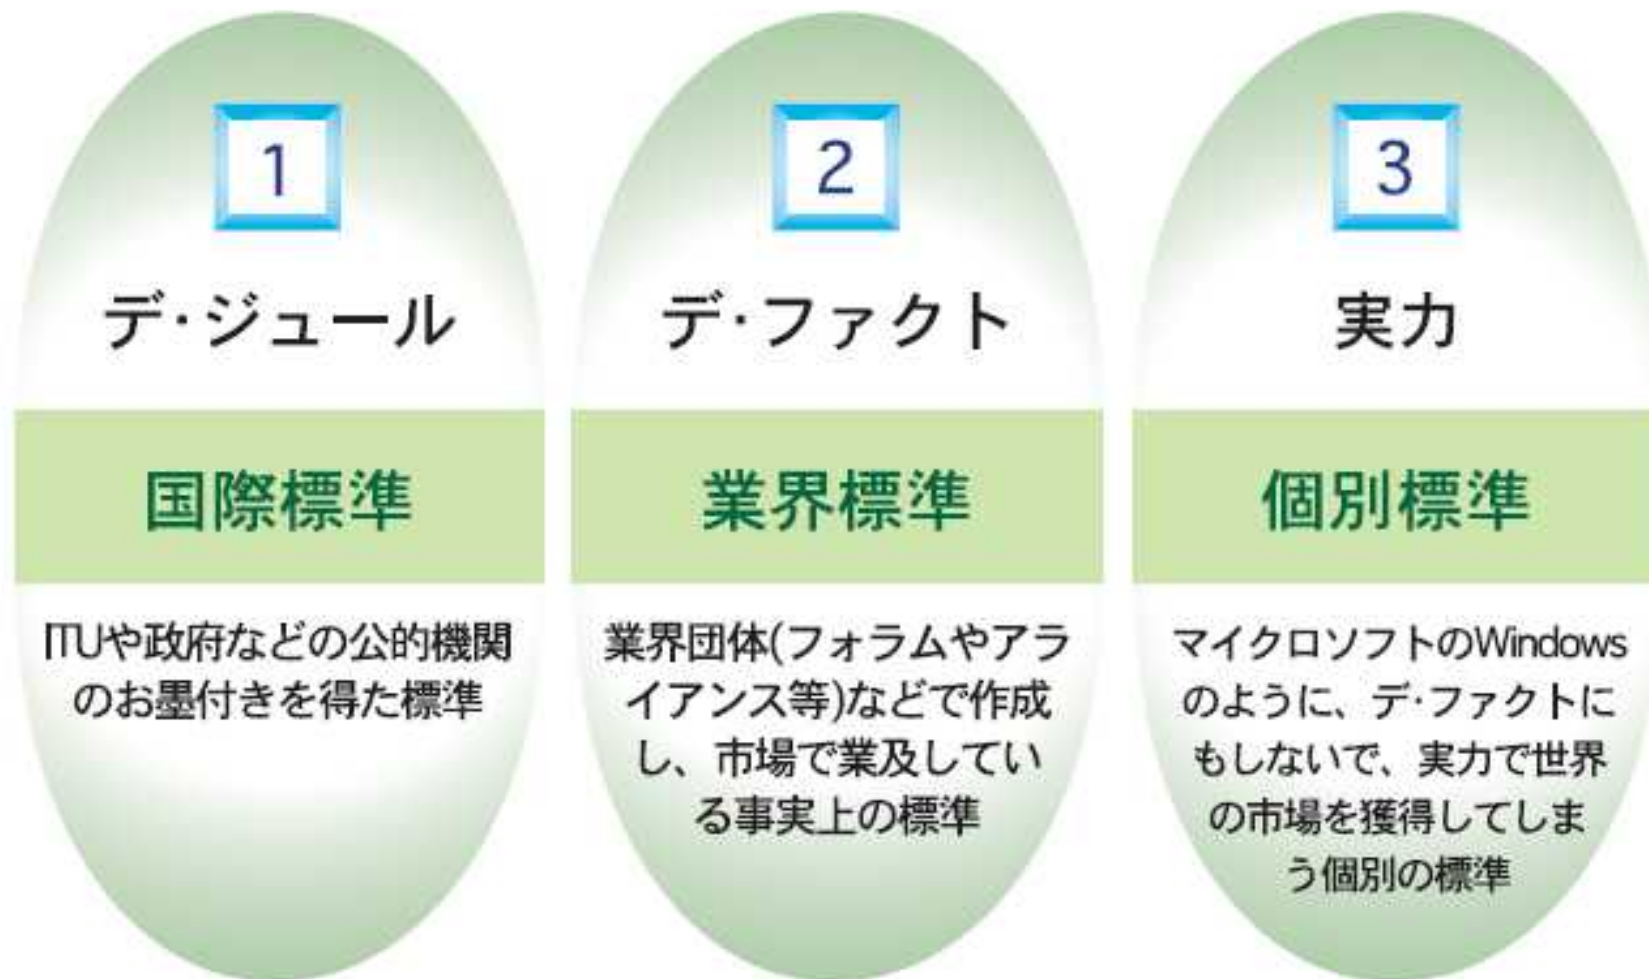 1
デ・ジュール
国際標準
ITUや政府などの公的機関
のお墨付きを得た標準
2
デ・ファクト
業界標準
業界団体(フォラムやアラ
イアンス等)などで作成
し、市場で業及してい
る事実上の標準
3
実力
個別標準
マイクロソフトのWindows
のように、デ・ファクトに
もしないで、実力で世界
の市場を獲得してしま
う個別の標準